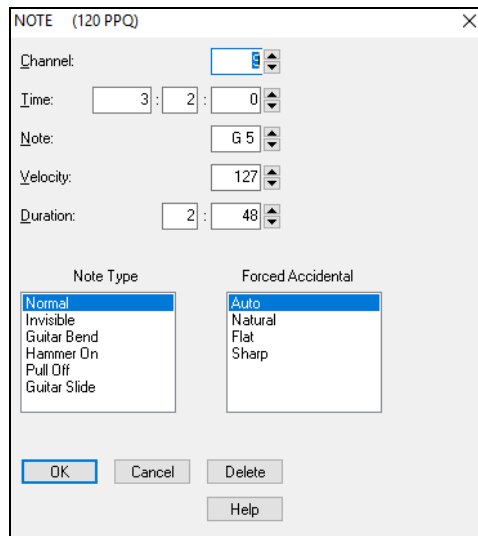 NOTE (120 PPQ)
Channel:
Time: 3 : 2 : 0
Note: G 5
Velocity: 127
Duration: 2 : 48
Note Type Forced Accidental
Normal Auto
Invisible Natural
Guitar Bend Flat
Hammer On Sharp
Pull Off
Guitar Slide
OK Cancel Delete
Help